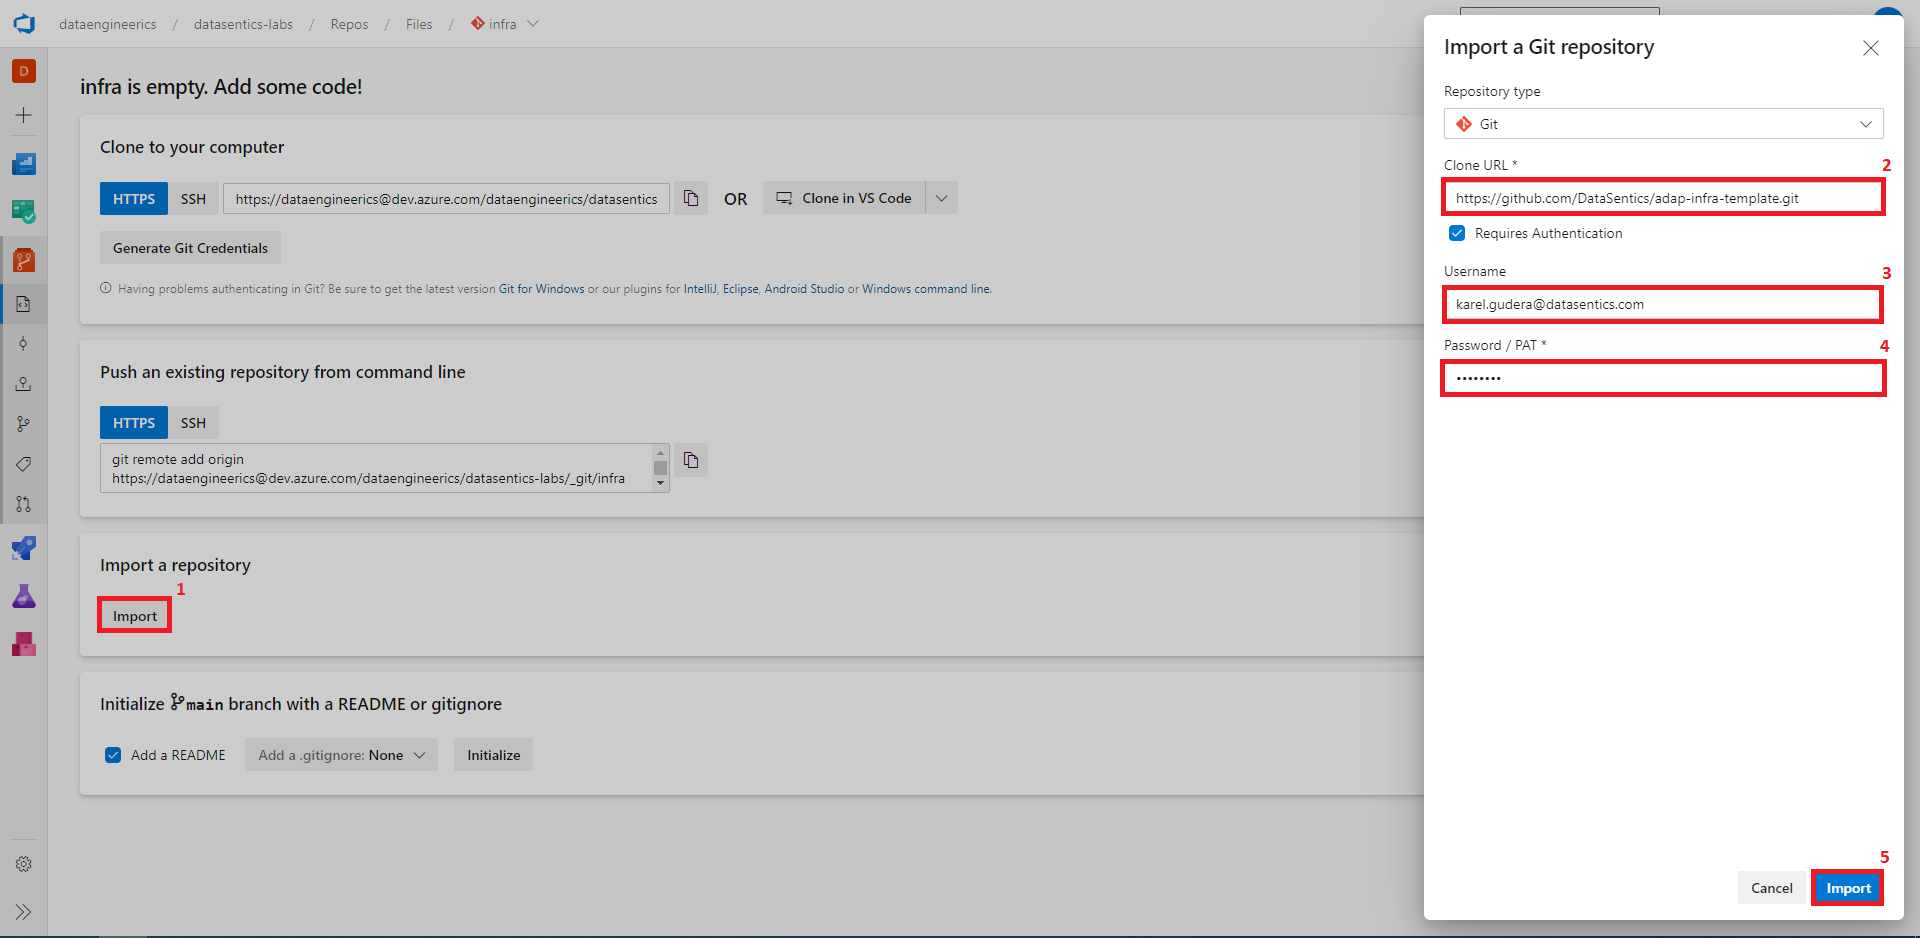 dataengineerics / datasentics-labs / Repos / Files / infra
D
infra is empty. Add some code!
Clone to your computer
HTTPS SSH https://dataengineerics@dev.azure.com/dataengineerics/datasentics OR Clone in VS Code
Generate Git Credentials
Having problems authenticating in Git? Be sure to get the latest version Git for Windows or our plugins for IntelliJ, Eclipse, Android Studio or Windows command line.
Push an existing repository from command line
HTTPS SSH
git remote add origin
https://dataengineerics@dev.azure.com/dataengineerics/datasentics-labs/_git/infra
Import a repository
1
Import
Initialize main branch with a README or gitignore
Add a README Add a .gitignore: None Initialize
Import a Git repository
Repository type
Git
Clone URL * 2
https://github.com/DataSentics/adap-infra-template.git
Requires Authentication
Username 3
karel.gudera@datasentics.com
Password / PAT * 4
••••••••
5
Cancel Import